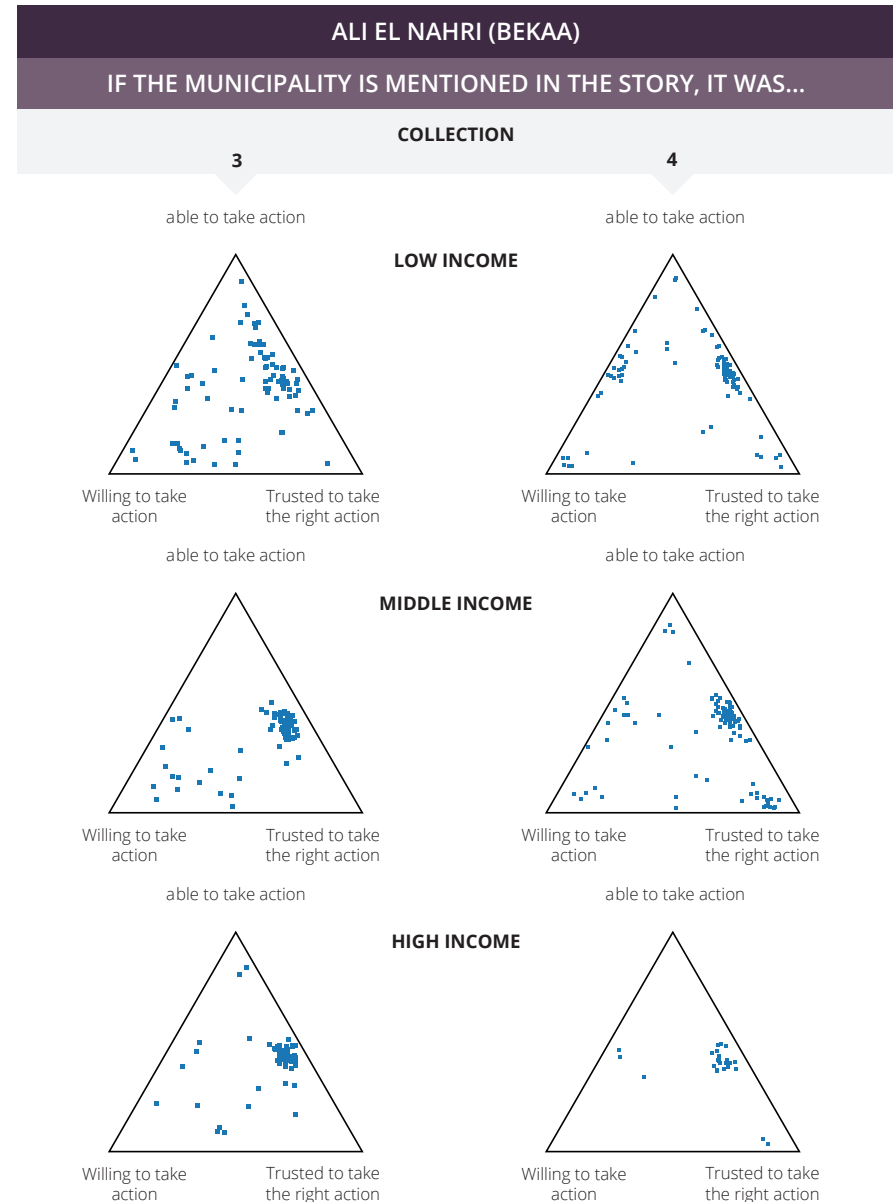 ALI EL NAHRI (BEKAA)
IF THE MUNICIPALITY IS MENTIONED IN THE STORY, IT WAS...
COLLECTION
3
4
able to take action
able to take action
LOW INCOME
Willing to take
action
Trusted to take
the right action
Willing to take
action
Trusted to take
the right action
able to take action
able to take action
MIDDLE INCOME
Willing to take
action
Trusted to take
the right action
Willing to take
action
Trusted to take
the right action
able to take action
able to take action
HIGH INCOME
Willing to take
action
Trusted to take
the right action
Willing to take
action
Trusted to take
the right action